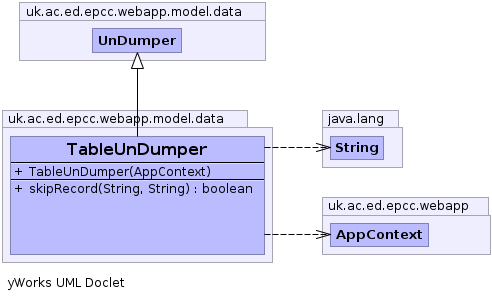 uk.ac.ed.epcc.webapp.model.data
UnDumper
uk.ac.ed.epcc.webapp.model.data
TableUnDumper
+ TableUnDumper(AppContext)
+ skipRecord(String, String) : boolean
java.lang
String
uk.ac.ed.epcc.webapp
AppContext
yWorks UML Doclet